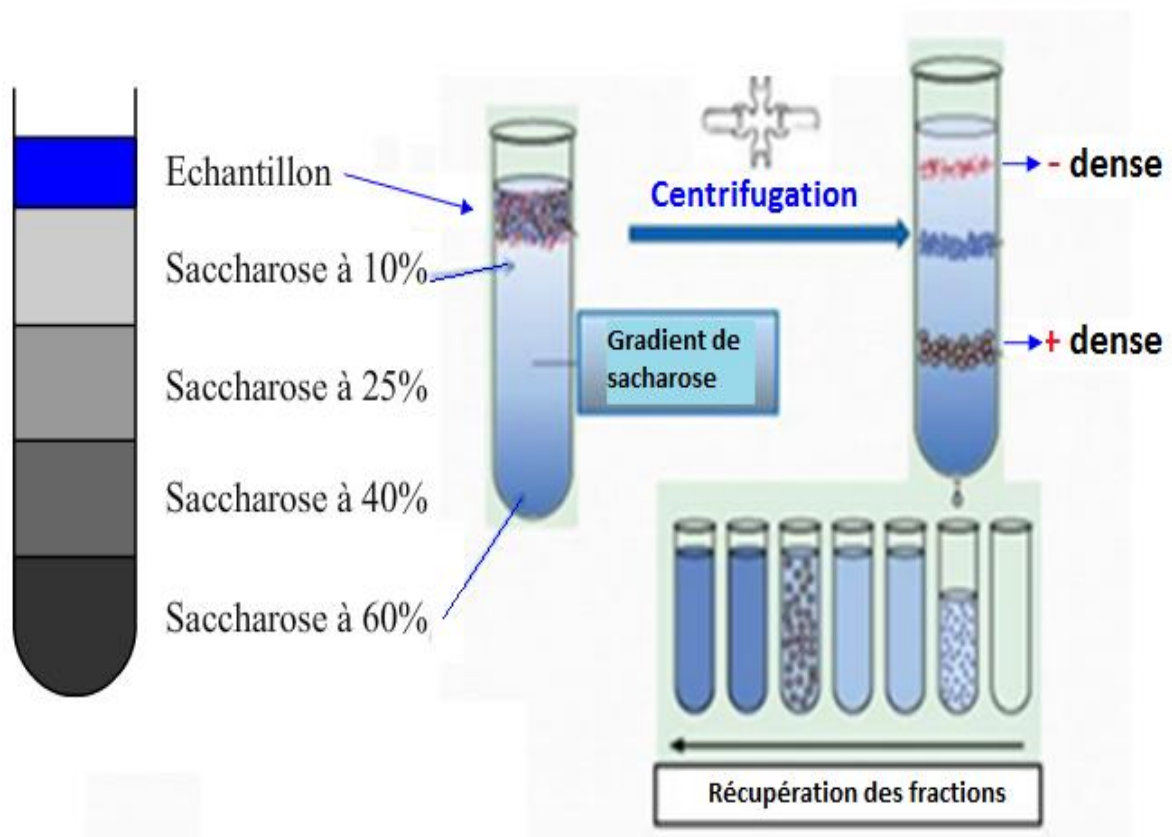 Echantillon
Saccharose à 10%
Saccharose à 25%
Saccharose à 40%
Saccharose à 60%
Gradient de
sacharose
Centrifugation
- dense
+ dense
Récupération des fractions